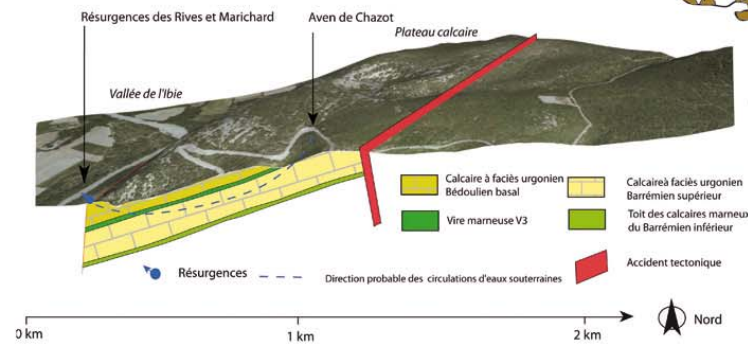 Résurgences des Rives et Marichard
Aven de Chazot
Plateau calcaire
Vallée de l'Ibie
Calcaire à faciès urgonien
Bédoulien basal
Calcaireà faciès urgonien
Barrémien supérieur
Vire marneuse V3
Toit des calcaires marneux
du Barrémien inférieur
Résurgences
Direction probable des circulations d'eaux souterraines
Accident tectonique
0 km
1 km
2 km
Nord